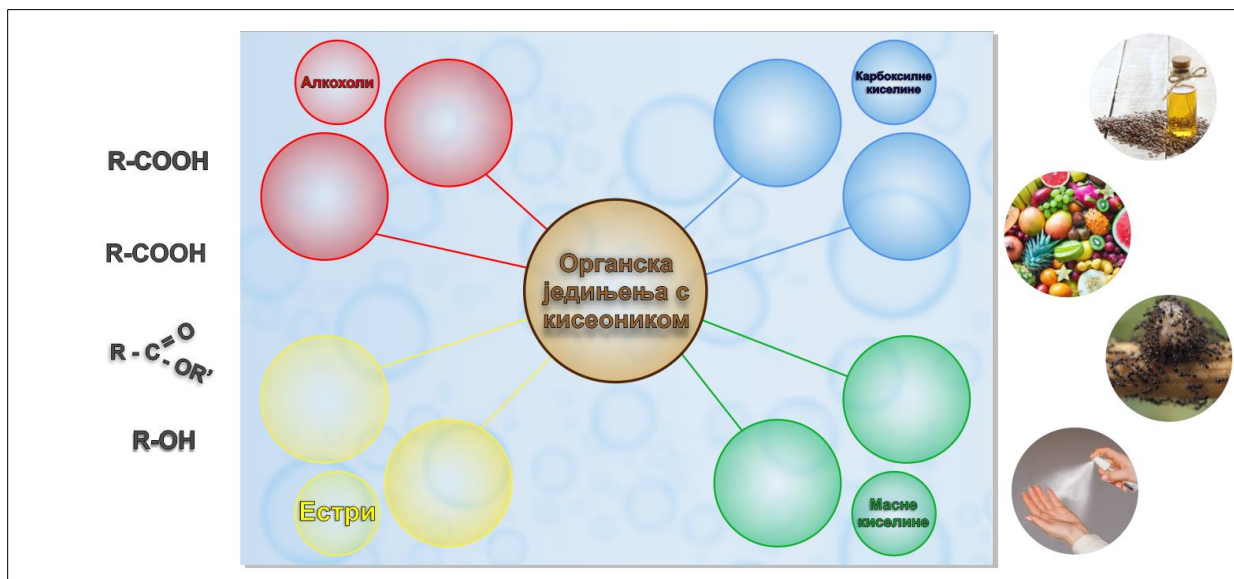 Алкохоли
Карбоксилне
киселине
R-COOH
R-COOH
Органска
једињења с
кисеоником
R - C
=O
- OR'
R-OH
Естри
Масне
киселине